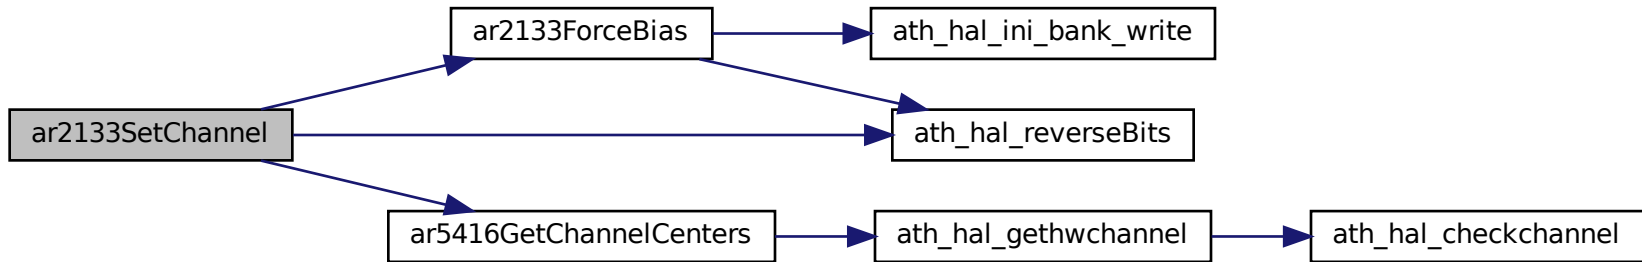 ar2133ForceBias
ath_hal_ini_bank_write
ar2133SetChannel
ath_hal_reverseBits
ar5416GetChannelCenters
ath_hal_gethwchannel
ath_hal_checkchannel